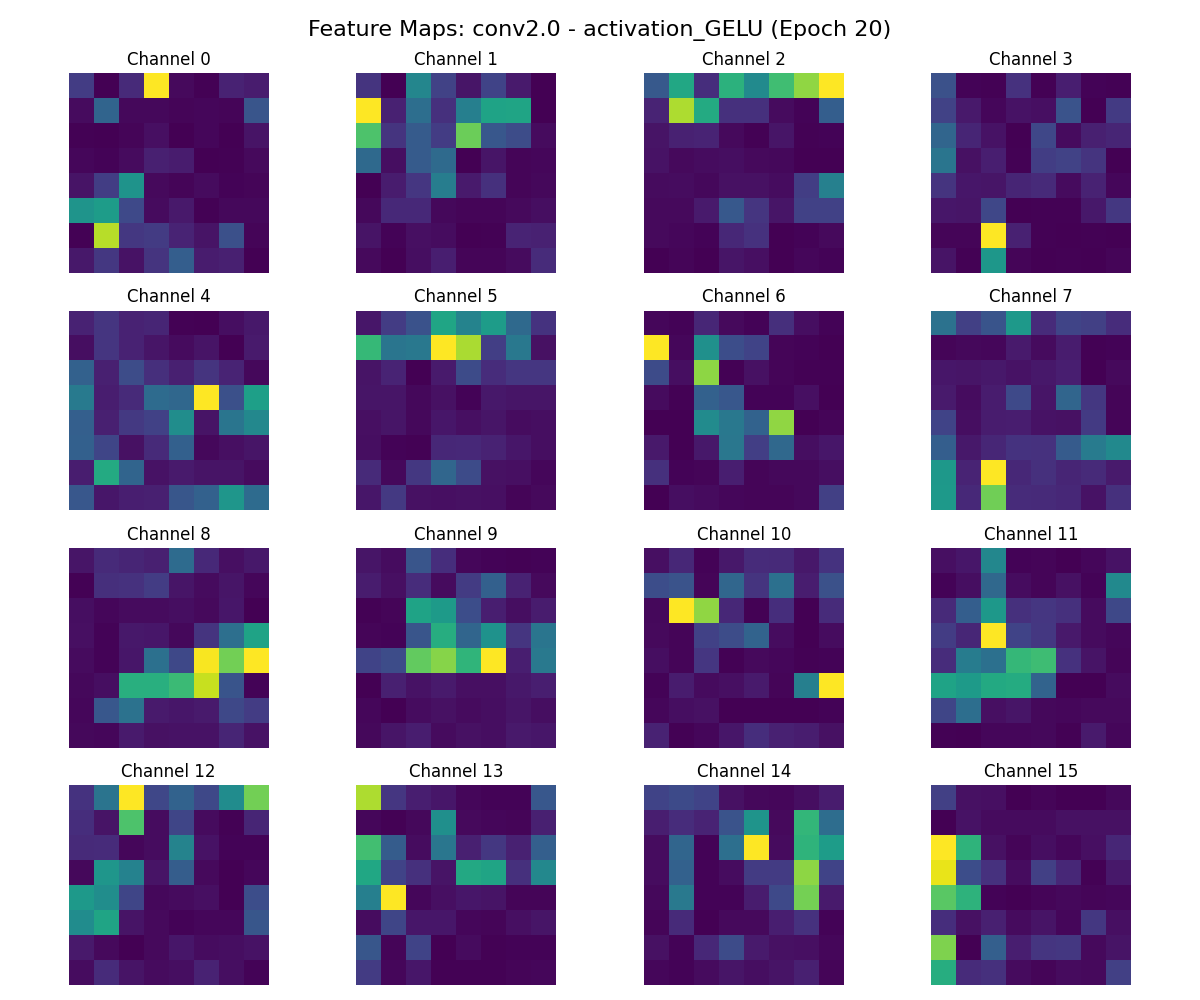 Feature Maps: conv2.0 - activation_GELU (Epoch 20)
Channel 0
Channel 1
Channel 2
Channel 3
Channel 4
Channel 5
Channel 6
Channel 7
Channel 8
Channel 9
Channel 10
Channel 11
Channel 12
Channel 13
Channel 14
Channel 15